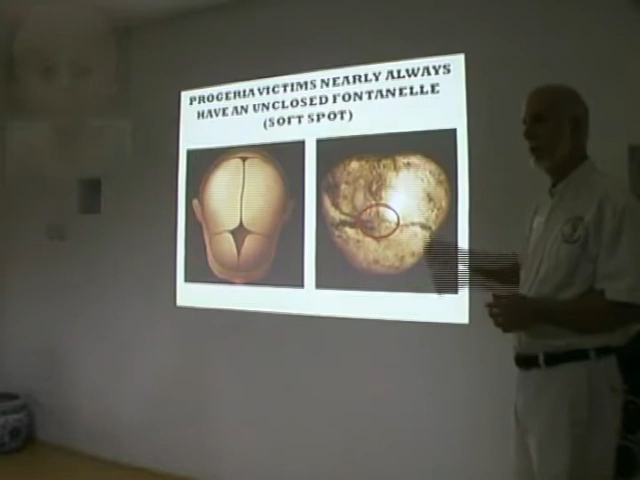 PROGERIA VICTIMS NEARLY ALWAYS
HAVE AN UNCLOSED FONTANELLE
(SOFT SPOT)